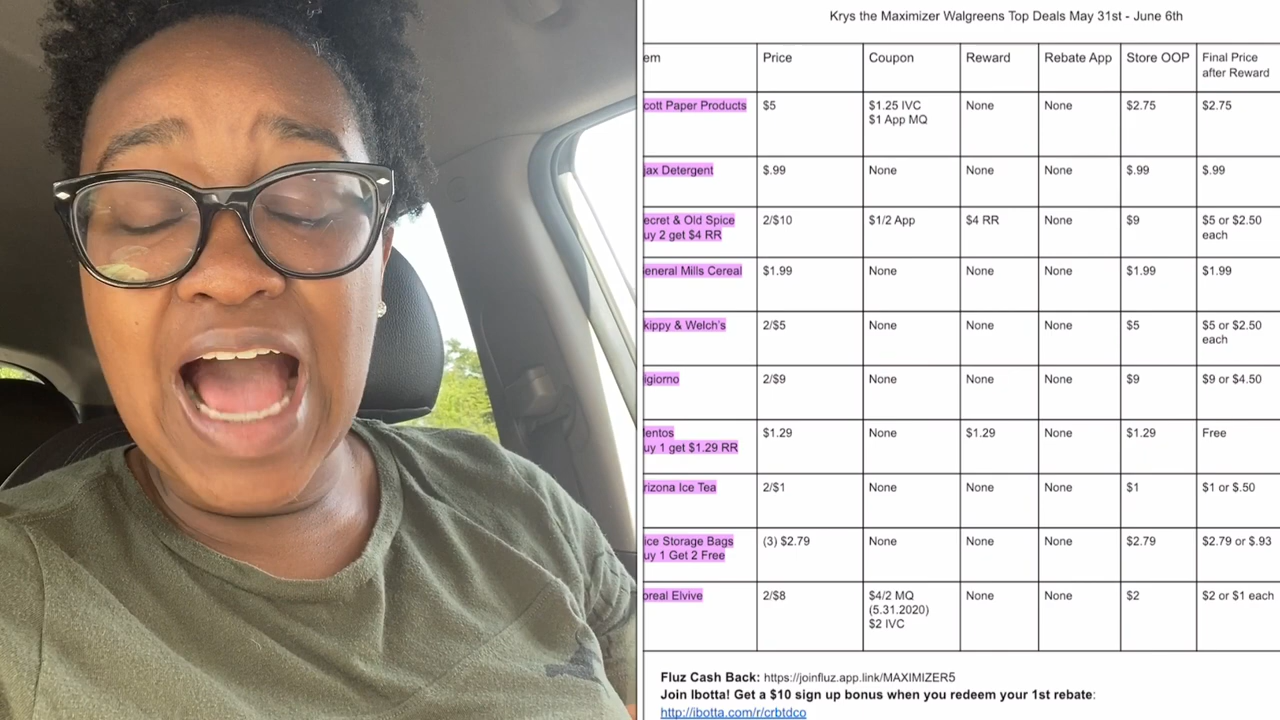 Krys the Maximizer Walgreens Top Deals May 31st - June 6th
em Price Coupon Reward Rebate App Store OOP Final Price
after Reward
cott Paper Products $5 $1.25 IVC None None $2.75 $2.75
$1 App MQ
jax Detergent $.99 None None None $.99 $.99
ecret & Old Spice 2/$10 $1/2 App $4 RR None $9 $5 or $2.50
uy 2 get $4 RR each
eneral Mills Cereal $1.99 None None None $1.99 $1.99
kippy & Welch's 2/$5 None None None $5 $5 or $2.50
each
igiorno 2/$9 None None None $9 $9 or $4.50
entos $1.29 None $1.29 None $1.29 Free
uy 1 get $1.29 RR
rizona Ice Tea 2/$1 None None None $1 $1 or $.50
ice Storage Bags (3) $2.79 None None None $2.79 $2.79 or $.93
uy 1 Get 2 Free
oreal Elvive 2/$8 $4/2 MQ None None $2 $2 or $1 each
(5.31.2020)
$2 IVC
Fluz Cash Back: https://joinfluz.app.link/MAXIMIZER5
Join Ibotta! Get a $10 sign up bonus when you redeem your 1st rebate:
http://ibotta.com/r/crbtdco